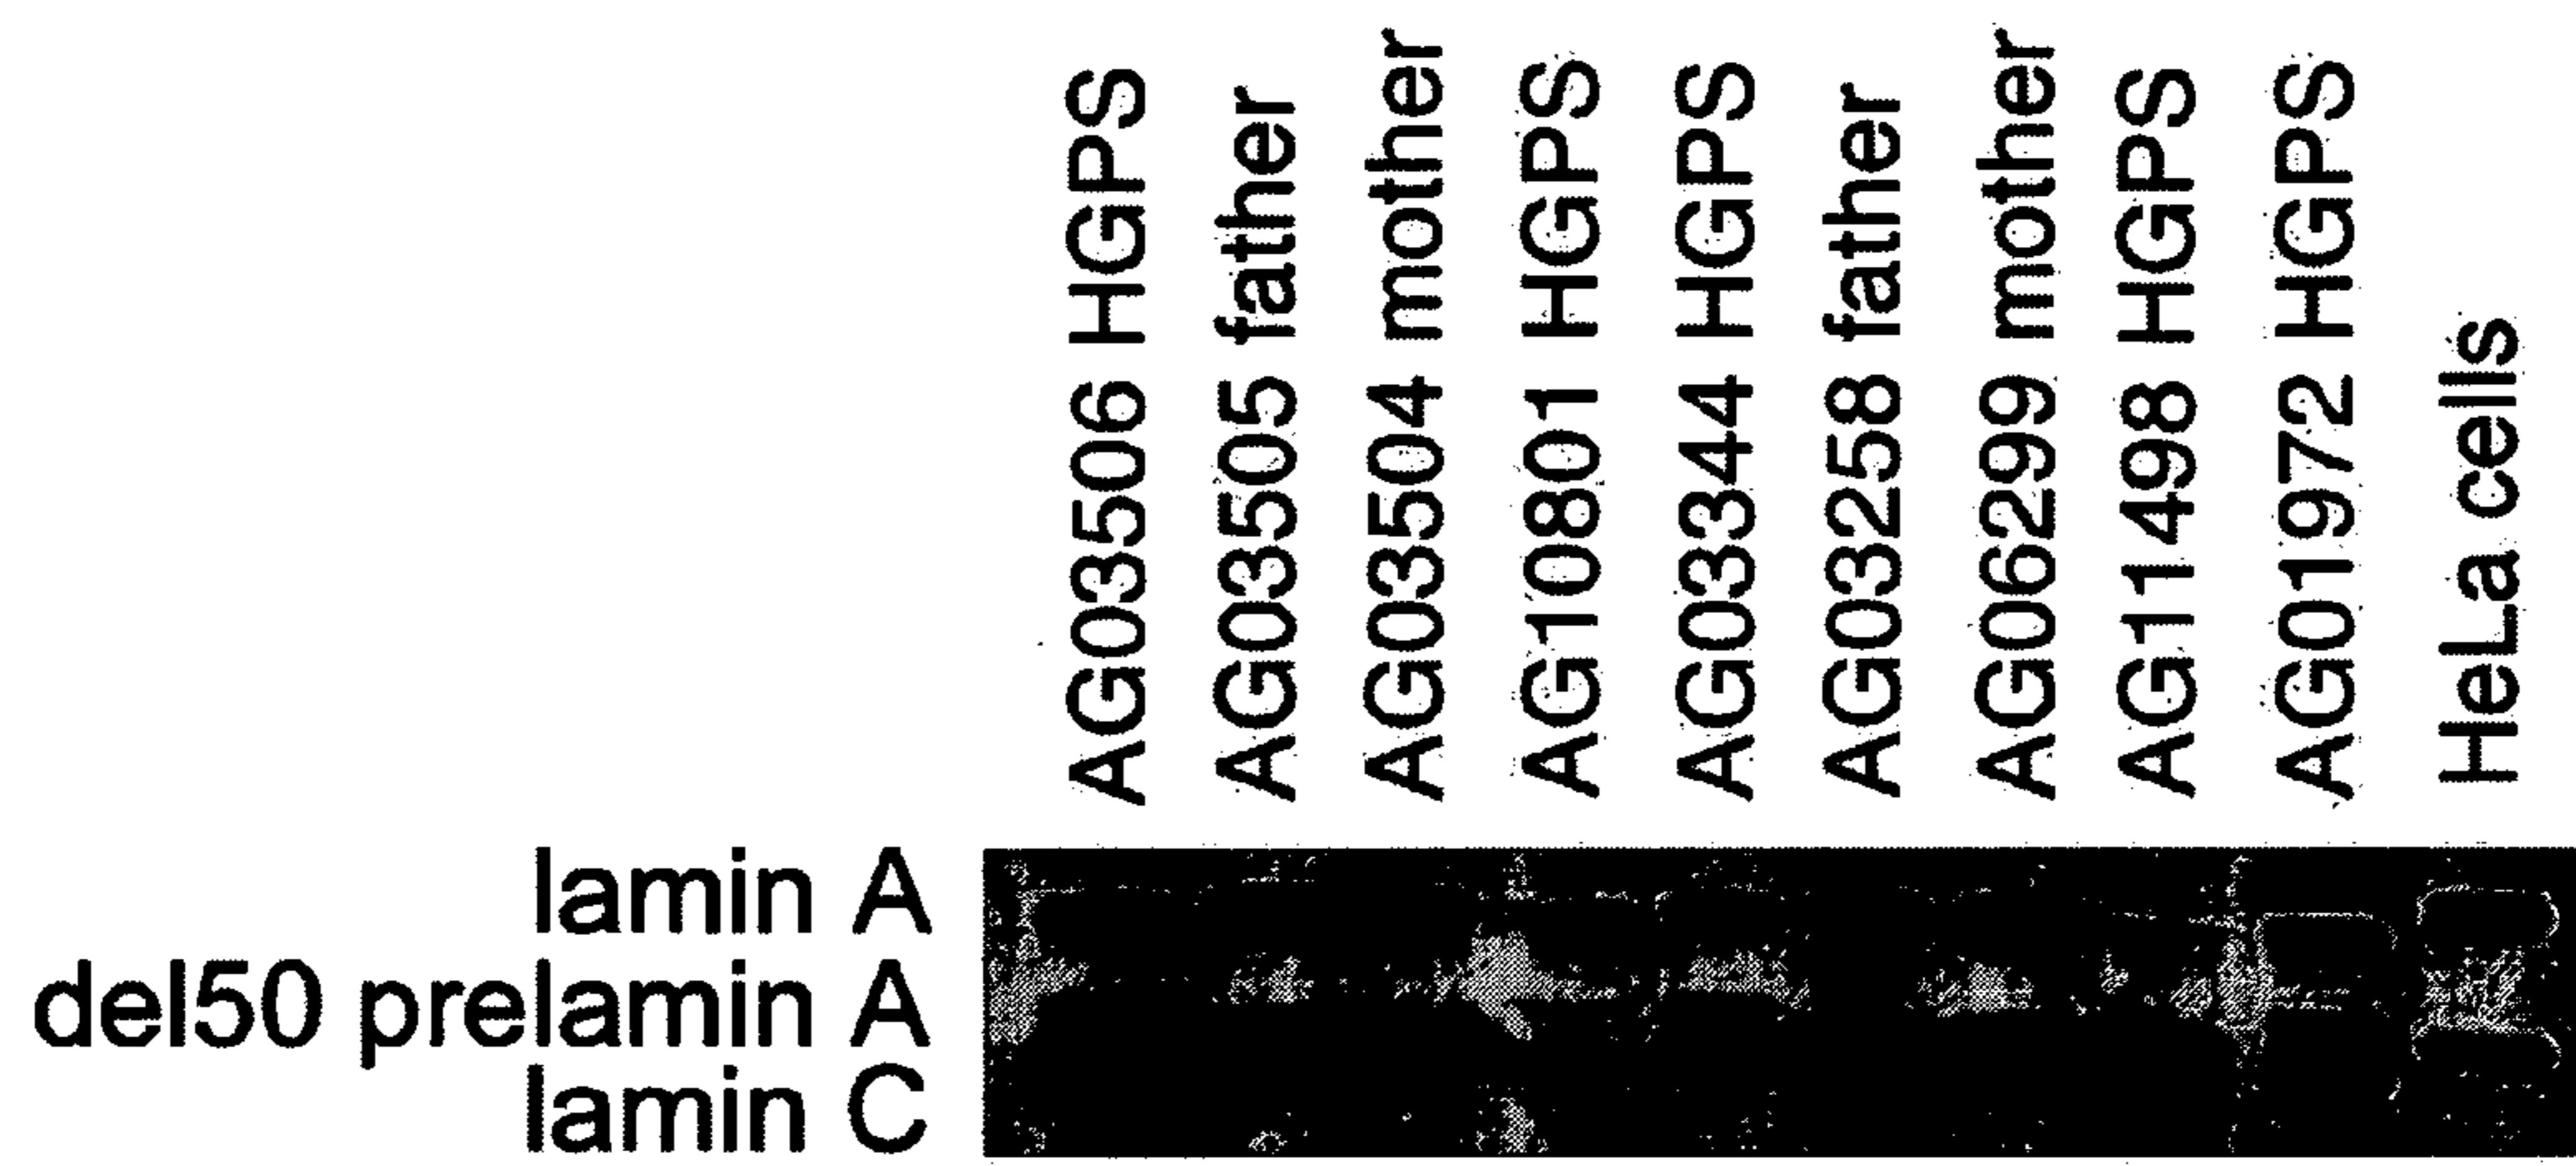 AG03506 HGPS
AG03505 father
AG03504 mother
AG10801 HGPS
AG03344 HGPS
AG03258 father
AG06299 mother
AG11498 HGPS
AG01972 HGPS
HeLa cells
lamin A
del50 prelamin A
lamin C